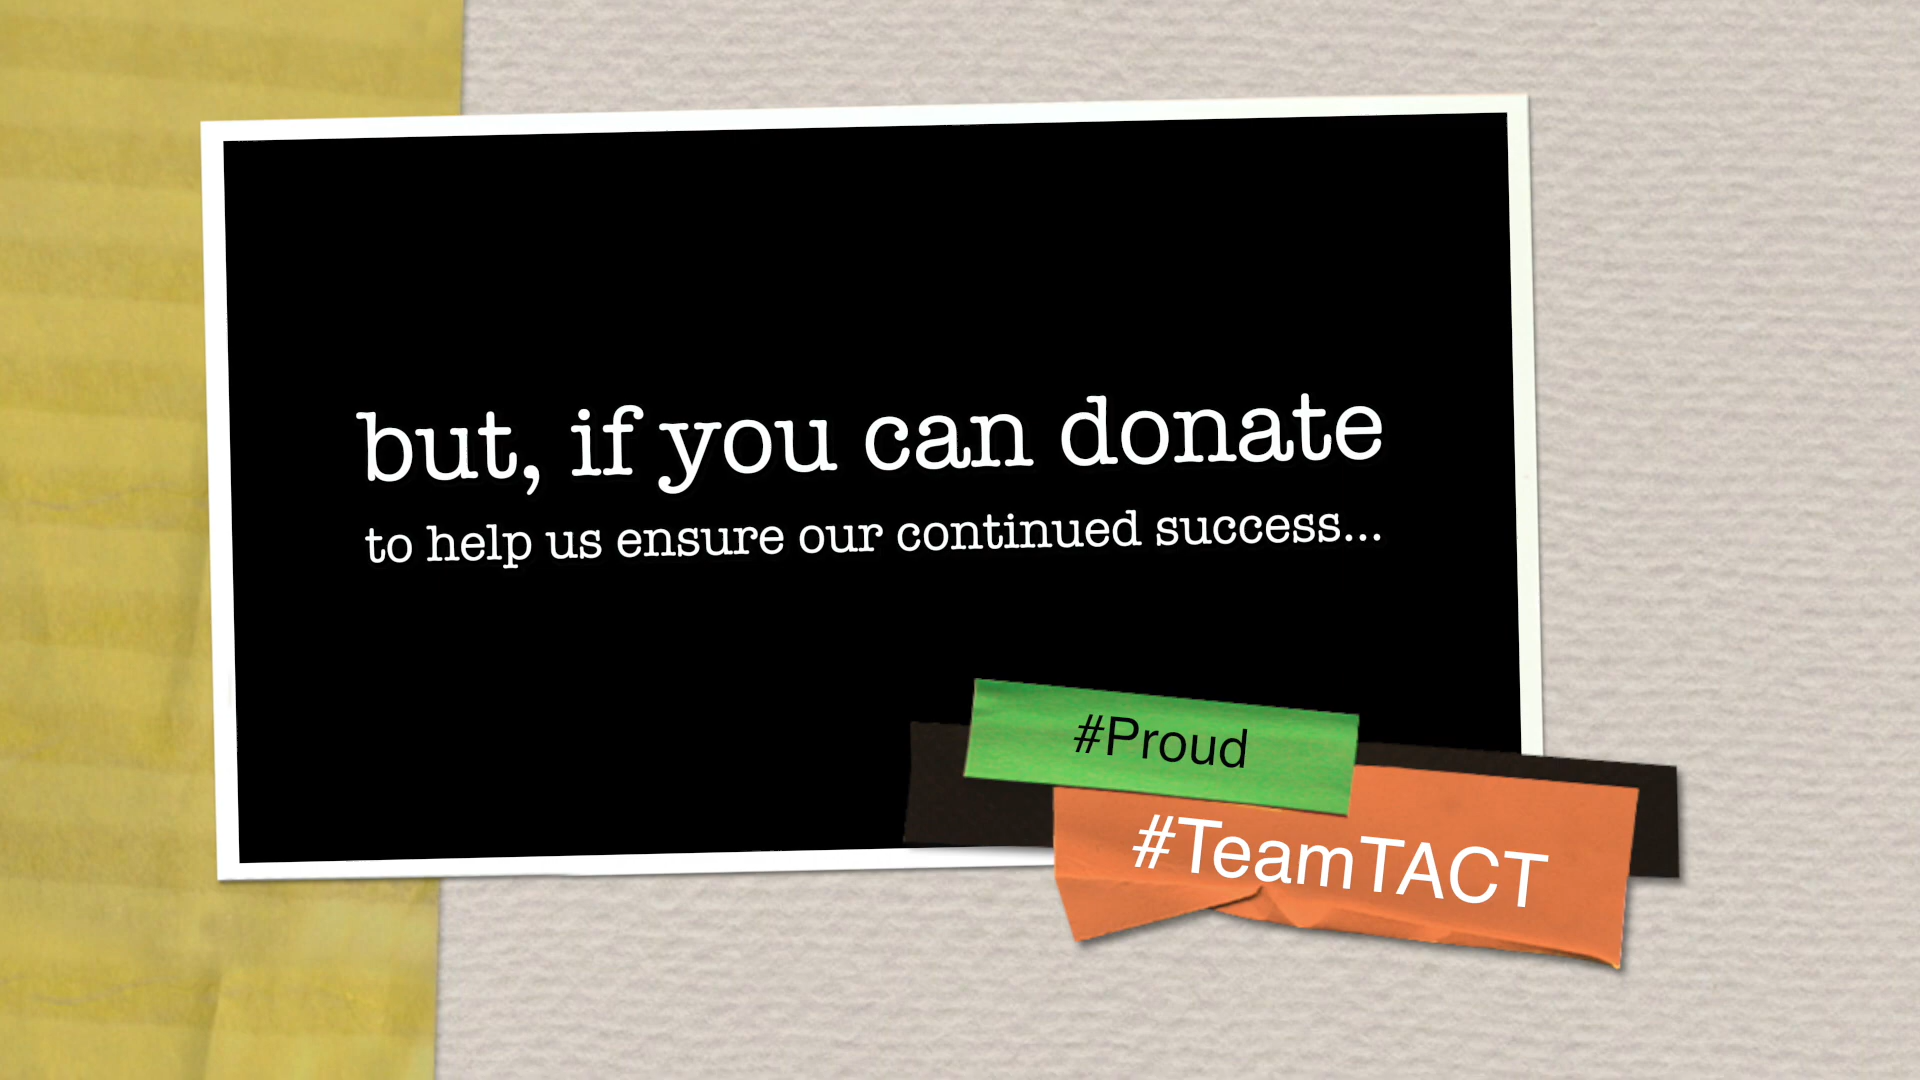 but, if you can donate
to help us ensure our continued success...
#Proud
#TeamTACT